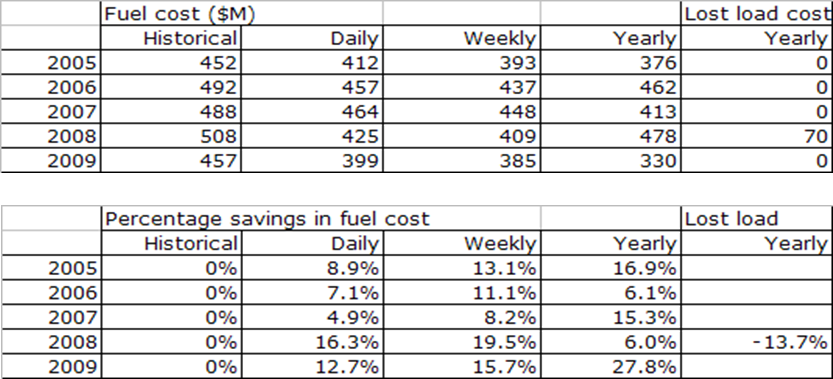 Fuel cost ($M) Lost load cost
Historical Daily Weekly Yearly Yearly
2005 452 412 393 376 0
2006 492 457 437 462 0
2007 488 464 448 413 0
2008 508 425 409 478 70
2009 457 399 385 330 0
Percentage savings in fuel cost Lost load
Historical Daily Weekly Yearly Yearly
2005 0% 8.9% 13.1% 16.9%
2006 0% 7.1% 11.1% 6.1%
2007 0% 4.9% 8.2% 15.3%
2008 0% 16.3% 19.5% 6.0% -13.7%
2009 0% 12.7% 15.7% 27.8%